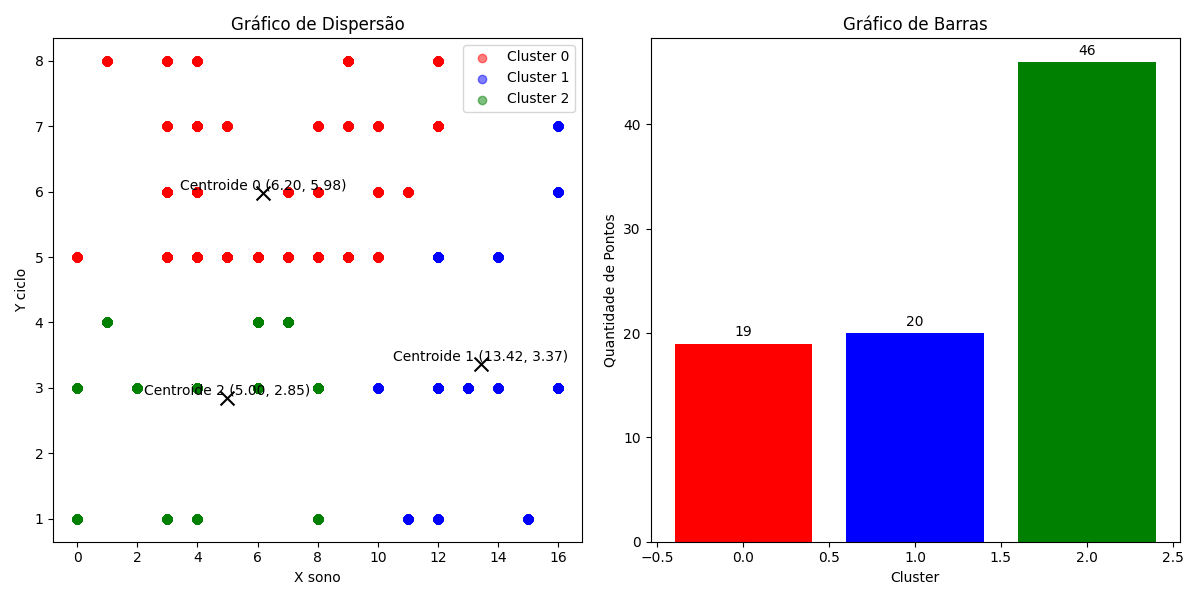 Gráfico de Dispersão
Cluster 0
Cluster 1
Cluster 2
8
7
6
5
4
3
2
1
Y ciclo
Centroide 0 (6.20, 5.98)
Centroide 1 (13.42, 3.37)
Centroide 2 (5.00, 2.85)
0 2 4 6 8 10 12 14 16
X sono
Gráfico de Barras
46
20
19
40
30
20
10
0
Quantidade de Pontos
−0.5 0.0 0.5 1.0 1.5 2.0 2.5
Cluster